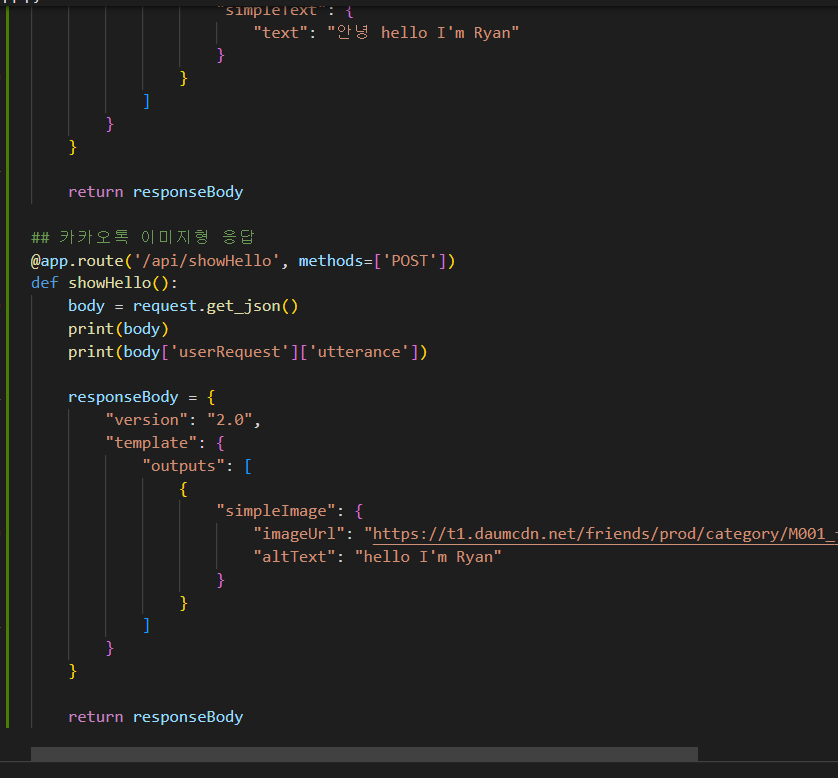 "simpleText": {
"text": "안녕 hello I'm Ryan"
}
}
]
}
}
return responseBody
## 카카오톡 이미지형 응답
@app.route('/api/showHello', methods=['POST'])
def showHello():
body = request.get_json()
print(body)
print(body['userRequest']['utterance'])
responseBody = {
"version": "2.0",
"template": {
"outputs": [
{
"simpleImage": {
"imageUrl": "https://t1.daumcdn.net/friends/prod/category/M001_
"altText": "hello I'm Ryan"
}
}
]
}
}
return responseBody